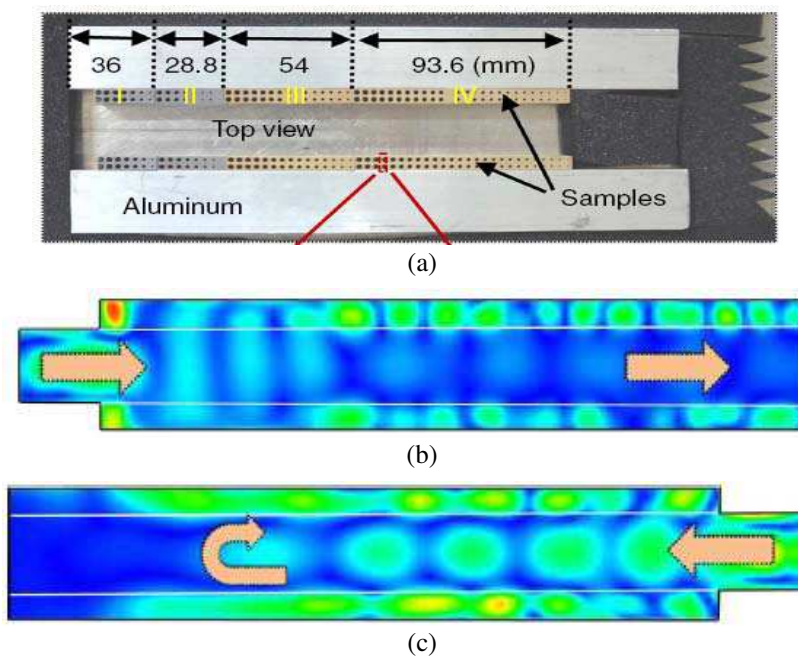 36 28.8 54 93.6 (mm)
I II III IV
Top view
Samples
Aluminum
(a)
(b)
(c)